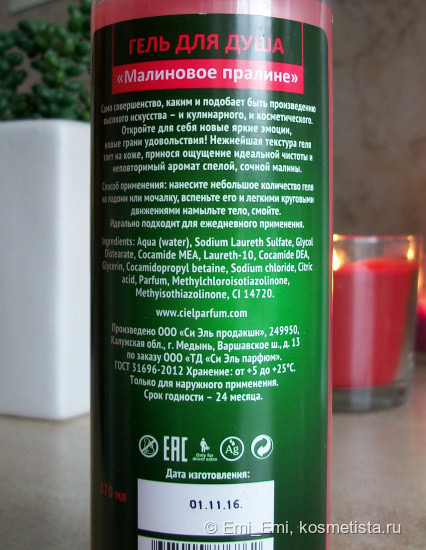 ГЕЛЬ ДЛЯ ДУША
«Малиновое пралине»
Само совершенство, каким и подобает быть произведению
высокого искусства – и кулинарного, и косметического.
Откройте для себя новые яркие эмоции,
новые грани удовольствия! Нежнейшая текстура геля
тает на коже, принося ощущение идеальной чистоты и
неповторимый аромат спелой, сочной малины.
Способ применения: нанесите небольшое количество геля
на ладони или мочалку, вспеньте его и легкими круговыми
движениями намыльте тело, смойте.
Идеально подходит для ежедневного применения.
Ingredients: Aqua (water), Sodium Laureth Sulfate, Glycol
Distearate, Cocamide MEA, Laureth-10, Cocamide DEA,
Glycerin, Cocamidopropyl betaine, Sodium chloride, Citric
acid, Parfum, Methylchloroisotiazolinone,
Methyisothiazolinone, CI 14720.
www.cielparfum.com
Произведено ООО «Си Эль продакшн», 249950,
Калужская обл., г. Медынь, Варшавское ш., д. 13
по заказу ООО «ТД «Си Эль парфюм».
ГОСТ 31696-2012 Хранение: от +5 до +25°С.
Только для наружного применения.
Срок годности – 24 месяца.
EAC
Only for
direct sales
Ag
Дата изготовления:
570 мл
01.11.16.
© Emi_Emi, kosmetista.ru